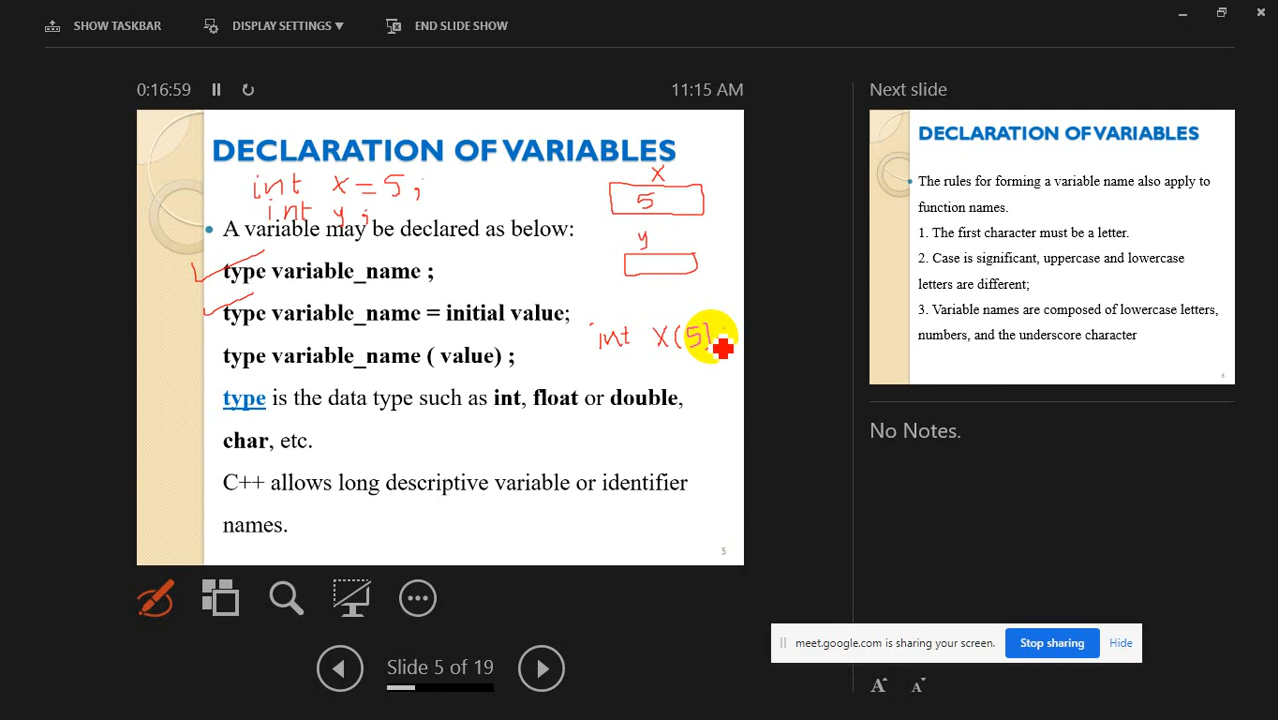 SHOW TASKBAR DISPLAY SETTINGS ▼ END SLIDE SHOW
0:16:59 11:15 AM
DECLARATION OF VARIABLES
int x = 5 ;
int y ;
x
5
y
• A variable may be declared as below:
type variable_name ;
type variable_name = initial value;
int x(5)
type variable_name ( value) ;
type is the data type such as int, float or double,
char, etc.
C++ allows long descriptive variable or identifier
names.
5
Slide 5 of 19
Next slide
DECLARATION OF VARIABLES
• The rules for forming a variable name also apply to
function names.
1. The first character must be a letter.
2. Case is significant, uppercase and lowercase
letters are different;
3. Variable names are composed of lowercase letters,
numbers, and the underscore character
6
No Notes.
meet.google.com is sharing your screen. Stop sharing Hide
A A